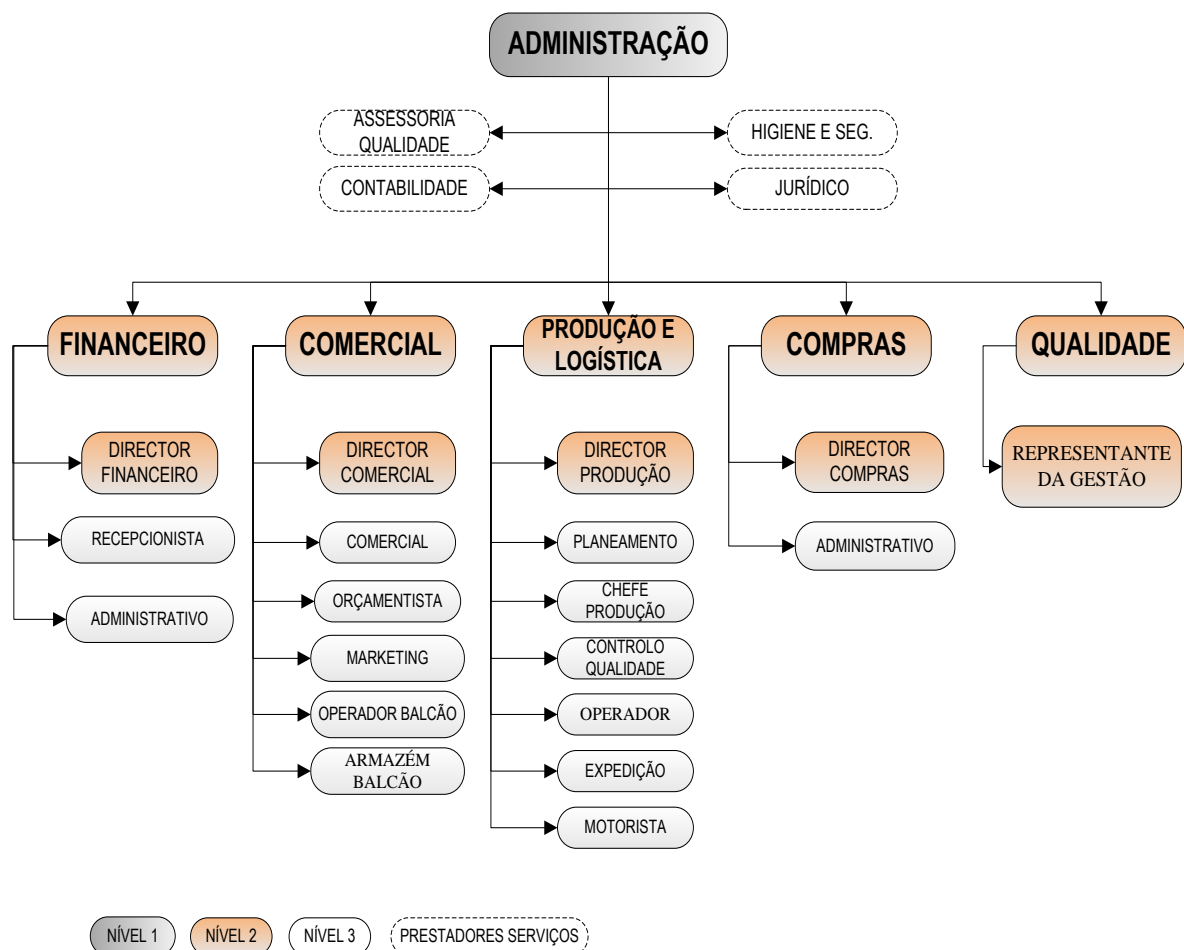 ADMINISTRAÇÃO
ASSESSORIA
QUALIDADE
HIGIENE E SEG.
CONTABILIDADE
JURÍDICO
FINANCEIRO
COMERCIAL
PRODUÇÃO E
LOGÍSTICA
COMPRAS
QUALIDADE
DIRECTOR
FINANCEIRO
RECEPCIONISTA
ADMINISTRATIVO
DIRECTOR
COMERCIAL
COMERCIAL
ORÇAMENTISTA
MARKETING
OPERADOR BALCÃO
ARMAZÉM
BALCÃO
DIRECTOR
PRODUÇÃO
PLANEAMENTO
CHEFE
PRODUÇÃO
CONTROLO
QUALIDADE
OPERADOR
EXPEDIÇÃO
MOTORISTA
DIRECTOR
COMPRAS
ADMINISTRATIVO
REPRESENTANTE
DA GESTÃO
NÍVEL 1
NÍVEL 2
NÍVEL 3
PRESTADORES SERVIÇOS